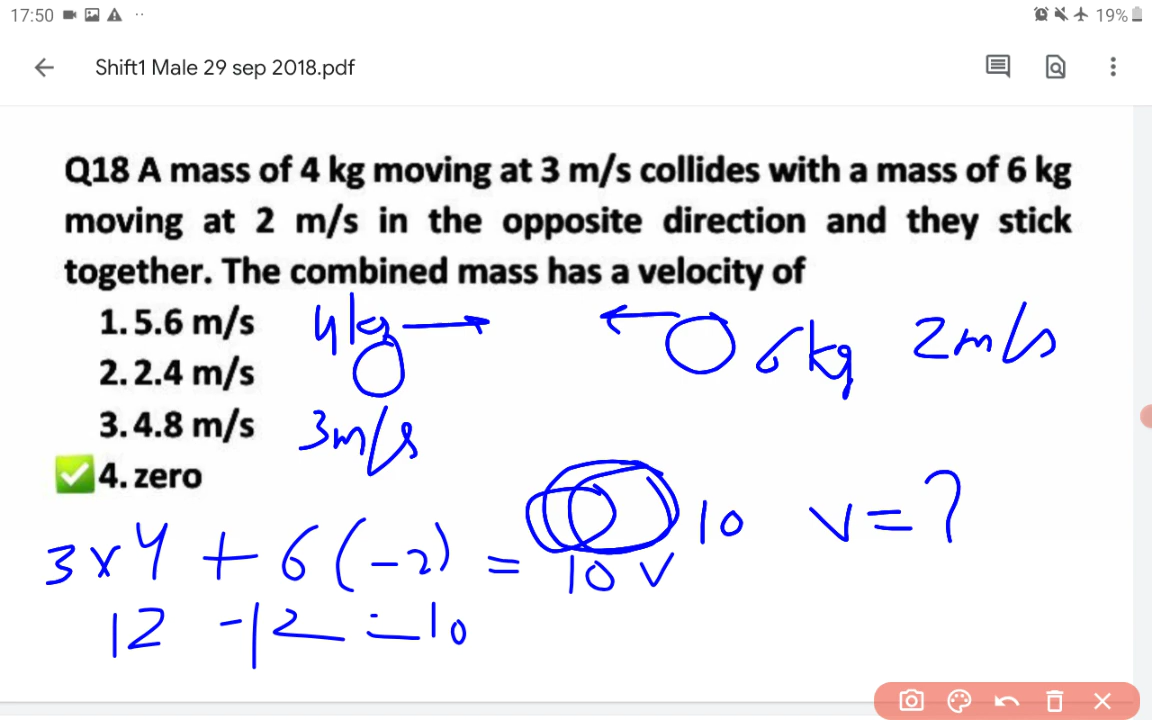 17:50
19%
Shift1 Male 29 sep 2018.pdf
Q18 A mass of 4 kg moving at 3 m/s collides with a mass of 6 kg
moving at 2 m/s in the opposite direction and they stick
together. The combined mass has a velocity of
1. 5.6 m/s
2. 2.4 m/s
3. 4.8 m/s
4. zero
4kg
6kg 2m/s
3m/s
10 v=?
3x4 + 6(-2) = 10 v
12 -12 = 10